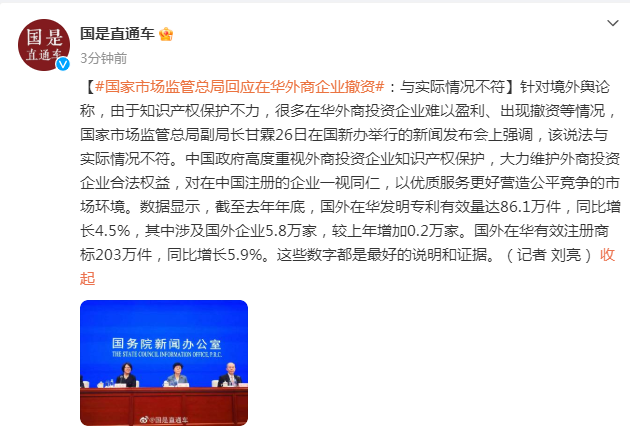 国是
直通车
国是直通车
3分钟前
【#国家市场监管总局回应在华外商企业撤资#：与实际情况不符】针对境外舆论
称，由于知识产权保护不力，很多在华外商投资企业难以盈利、出现撤资等情况，
国家市场监管总局副局长甘霖26日在国新办举行的新闻发布会上强调，该说法与
实际情况不符。中国政府高度重视外商投资企业知识产权保护，大力维护外商投资
企业合法权益，对在中国注册的企业一视同仁，以优质服务更好营造公平竞争的市
场环境。数据显示，截至去年年底，国外在华发明专利有效量达86.1万件，同比增
长4.5%，其中涉及国外企业5.8万家，较上年增加0.2万家。国外在华有效注册商
标203万件，同比增长5.9%。这些数字都是最好的说明和证据。（记者 刘亮） 收
起
国务院新闻办公室
THE STATE COUNCIL INFORMATION OFFICE, P.R.C.
@国是直通车